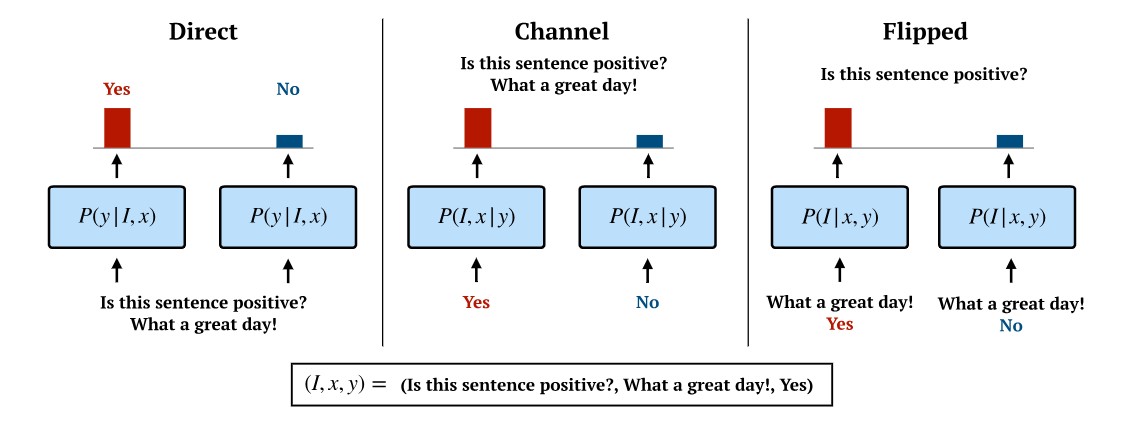 Direct
Yes
No
P(y|I, x)
P(y|I, x)
Is this sentence positive?
What a great day!
Channel
Is this sentence positive?
What a great day!
P(I, x|y)
P(I, x|y)
Yes
No
Flipped
Is this sentence positive?
P(I|x, y)
P(I|x, y)
What a great day!
Yes
What a great day!
No
(I, x, y) = (Is this sentence positive?, What a great day!, Yes)